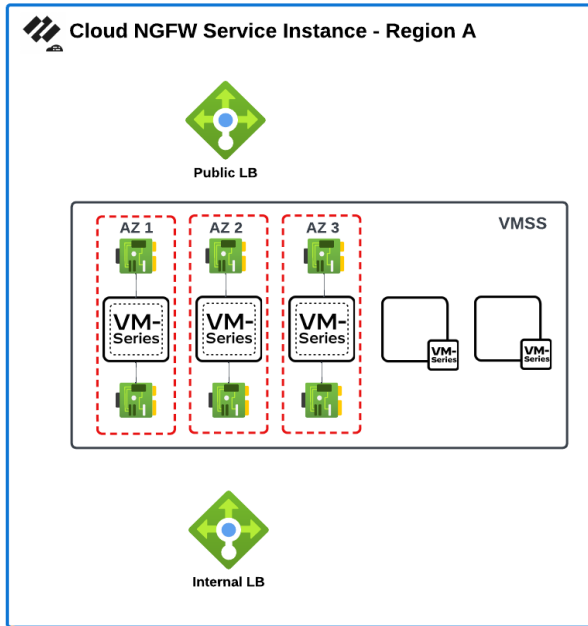 Cloud NGFW Service Instance - Region A
Public LB
VMSS
AZ 1
AZ 2
AZ 3
VM-
Series
VM-
Series
VM-
Series
VM-
Series
VM-
Series
Internal LB